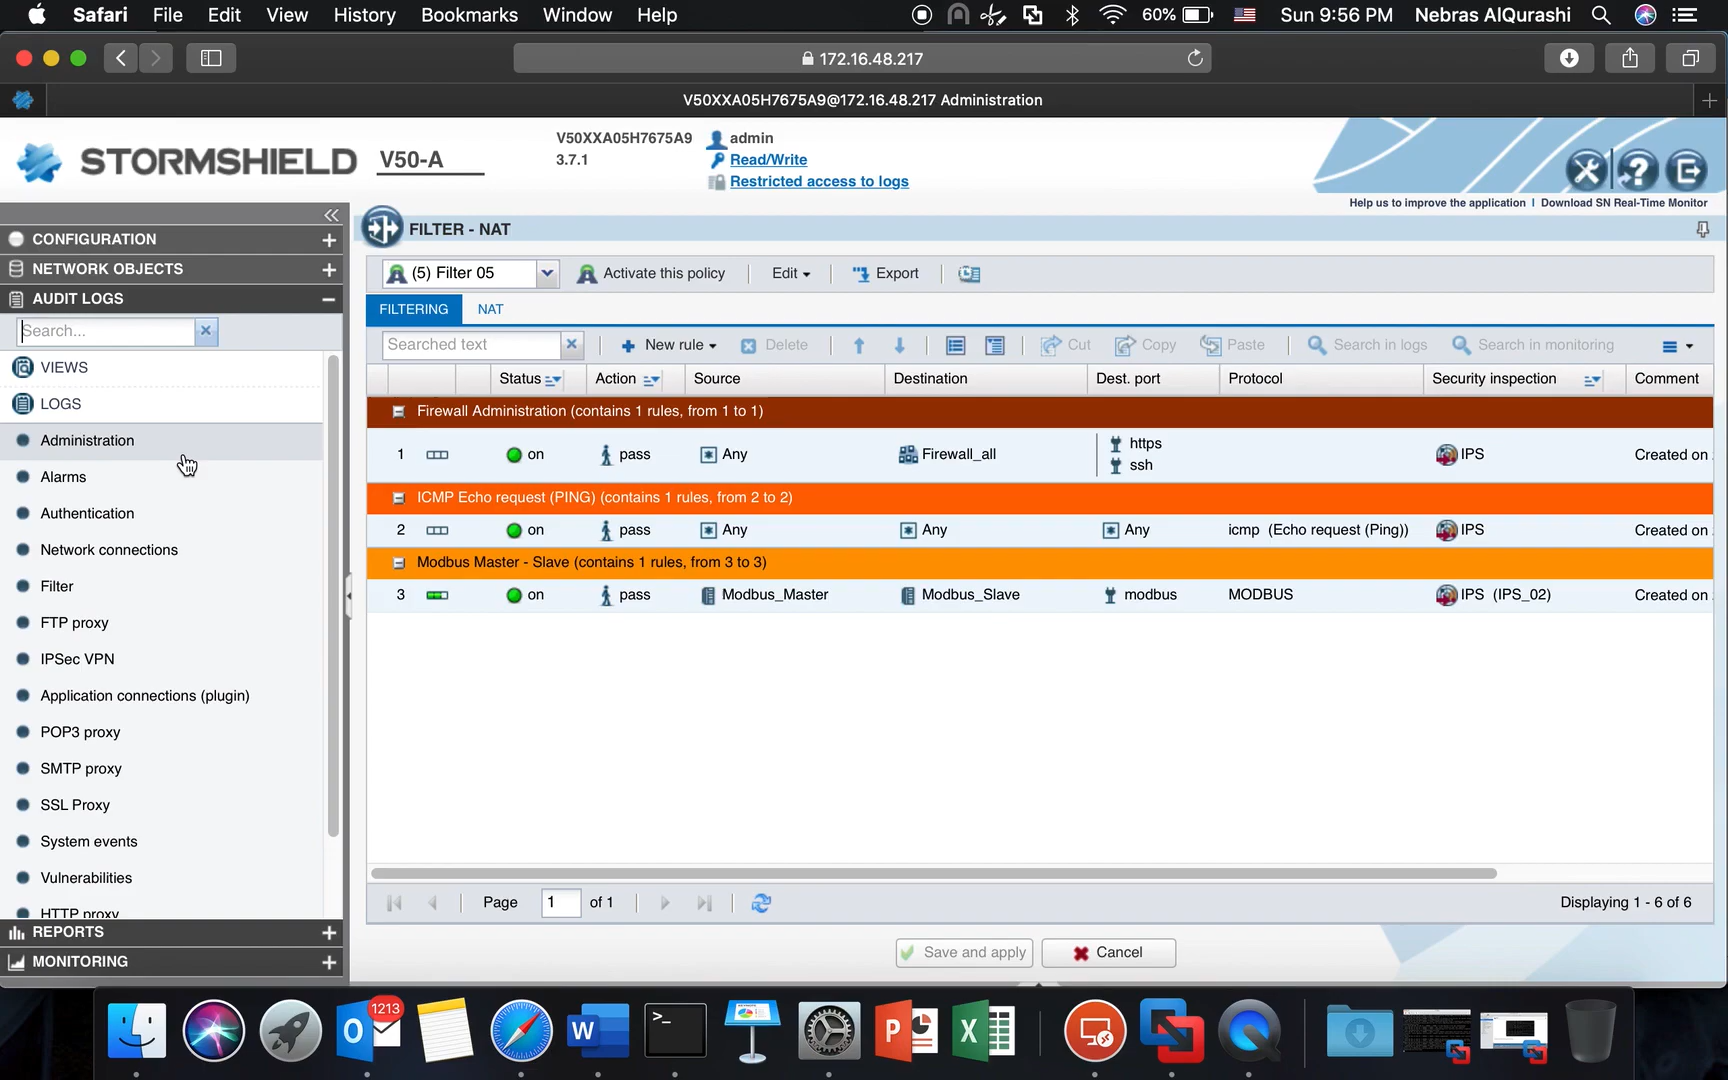 Safari File Edit View History Bookmarks Window Help 60% Sun 9:56 PM Nebras AlQurashi
172.16.48.217
V50XXA05H7675A9@172.16.48.217 Administration
STORMSHIELD V50-A
V50XXA05H7675A9
3.7.1
admin
Read/Write
Restricted access to logs
Help us to improve the application | Download SN Real-Time Monitor
CONFIGURATION
NETWORK OBJECTS
AUDIT LOGS
Search...
VIEWS
LOGS
Administration
Alarms
Authentication
Network connections
Filter
FTP proxy
IPSec VPN
Application connections (plugin)
POP3 proxy
SMTP proxy
SSL Proxy
System events
Vulnerabilities
HTTP proxy
REPORTS
MONITORING
FILTER - NAT
(5) Filter 05 Activate this policy Edit Export
FILTERING NAT
Searched text New rule Delete Cut Copy Paste Search in logs Search in monitoring
Status Action Source Destination Dest. port Protocol Security inspection Comment
Firewall Administration (contains 1 rules, from 1 to 1)
1 on pass Any Firewall_all https ssh IPS Created on
ICMP Echo request (PING) (contains 1 rules, from 2 to 2)
2 on pass Any Any Any icmp (Echo request (Ping)) IPS Created on
Modbus Master - Slave (contains 1 rules, from 3 to 3)
3 on pass Modbus_Master Modbus_Slave modbus MODBUS IPS (IPS_02) Created on
Page 1 of 1 Displaying 1 - 6 of 6
Save and apply Cancel
1213